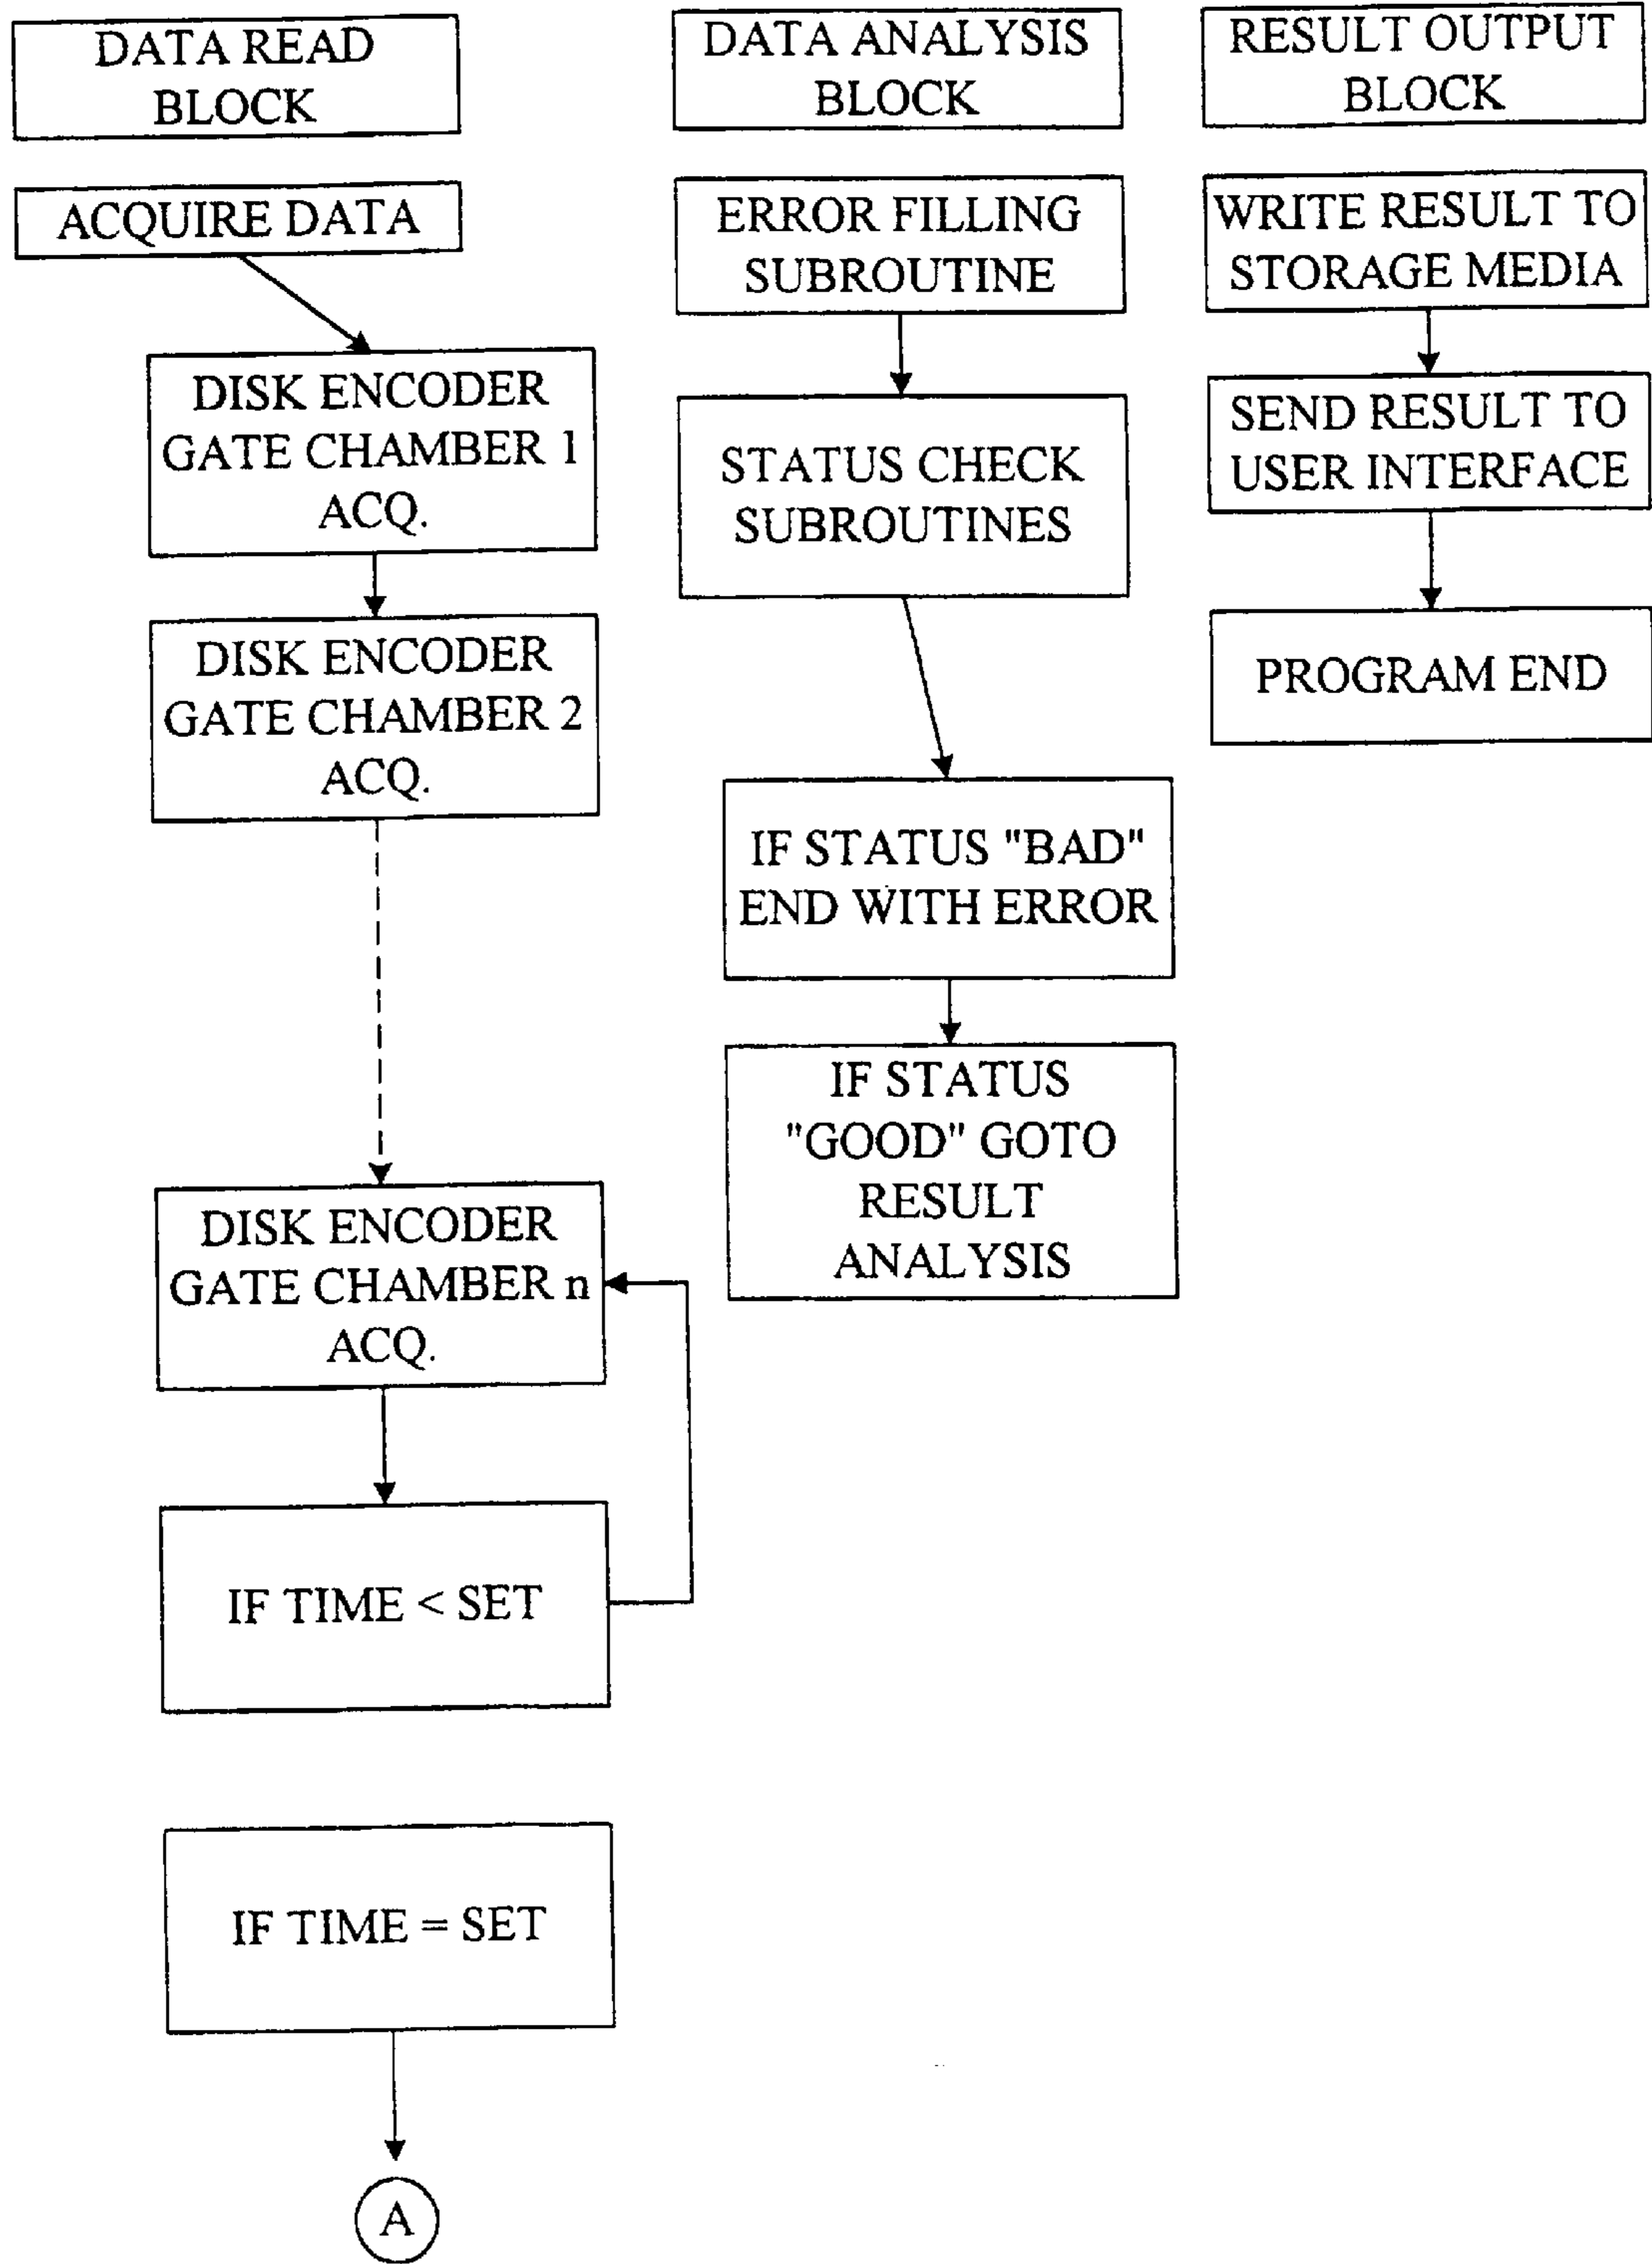 DATA READ
BLOCK
ACQUIRE DATA
DISK ENCODER
GATE CHAMBER 1
ACQ.
DISK ENCODER
GATE CHAMBER 2
ACQ.
DISK ENCODER
GATE CHAMBER n
ACQ.
IF TIME < SET
IF TIME = SET
A
DATA ANALYSIS
BLOCK
ERROR FILLING
SUBROUTINE
STATUS CHECK
SUBROUTINES
IF STATUS "BAD"
END WITH ERROR
IF STATUS
"GOOD" GOTO
RESULT
ANALYSIS
RESULT OUTPUT
BLOCK
WRITE RESULT TO
STORAGE MEDIA
SEND RESULT TO
USER INTERFACE
PROGRAM END